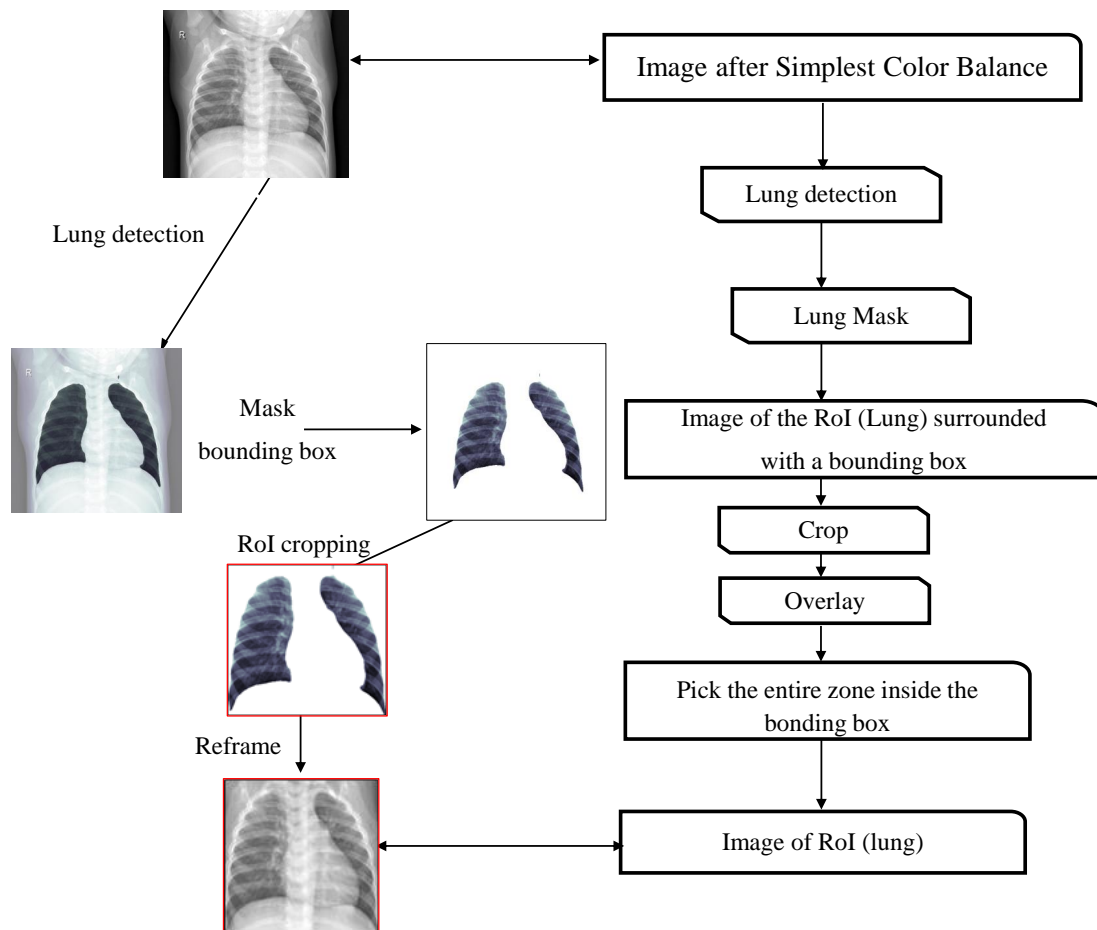 R
Image after Simplest Color Balance
Lung detection
Lung detection
Lung Mask
R
Mask
bounding box
Image of the RoI (Lung) surrounded
with a bounding box
RoI cropping
Crop
Overlay
Pick the entire zone inside the
bonding box
Reframe
Image of RoI (lung)